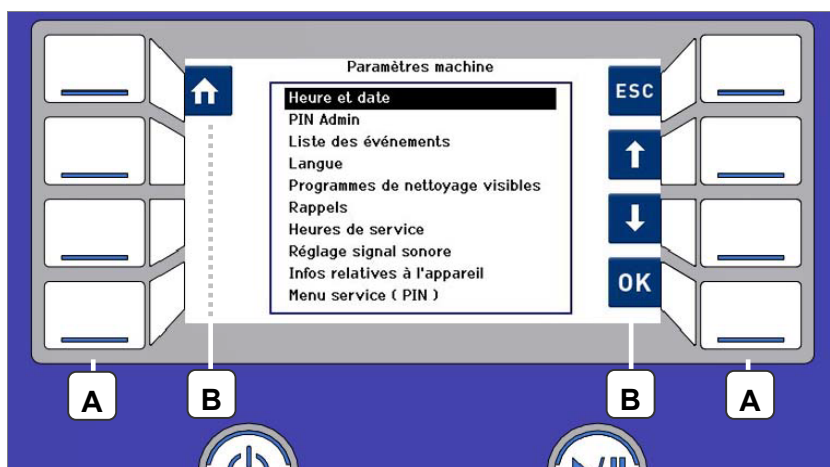 Paramètres machine
ESC
Heure et date
PIN Admin
Liste des événements
Langue
Programmes de nettoyage visibles
Rappels
Heures de service
Réglage signal sonore
Infos relatives à l'appareil
Menu service ( PIN )
OK
A
B
B
A